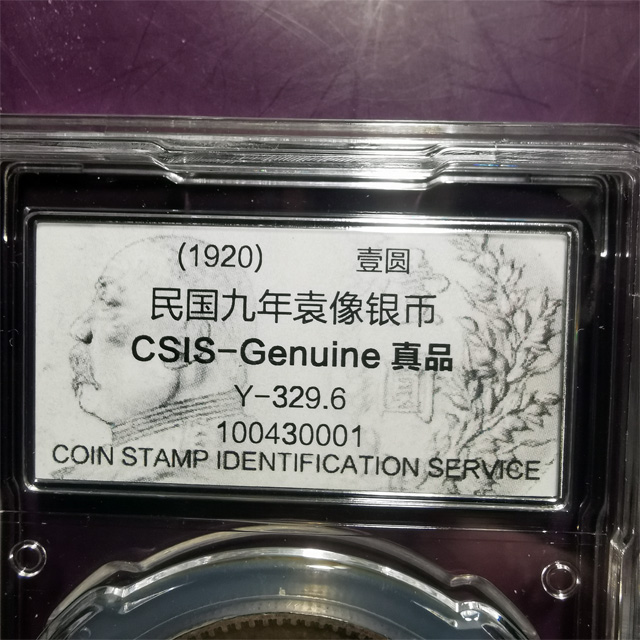 (1920) 壹圆
民国九年袁像银币
CSIS-Genuine 真品
Y-329.6
100430001
COIN STAMP IDENTIFICATION SERVICE